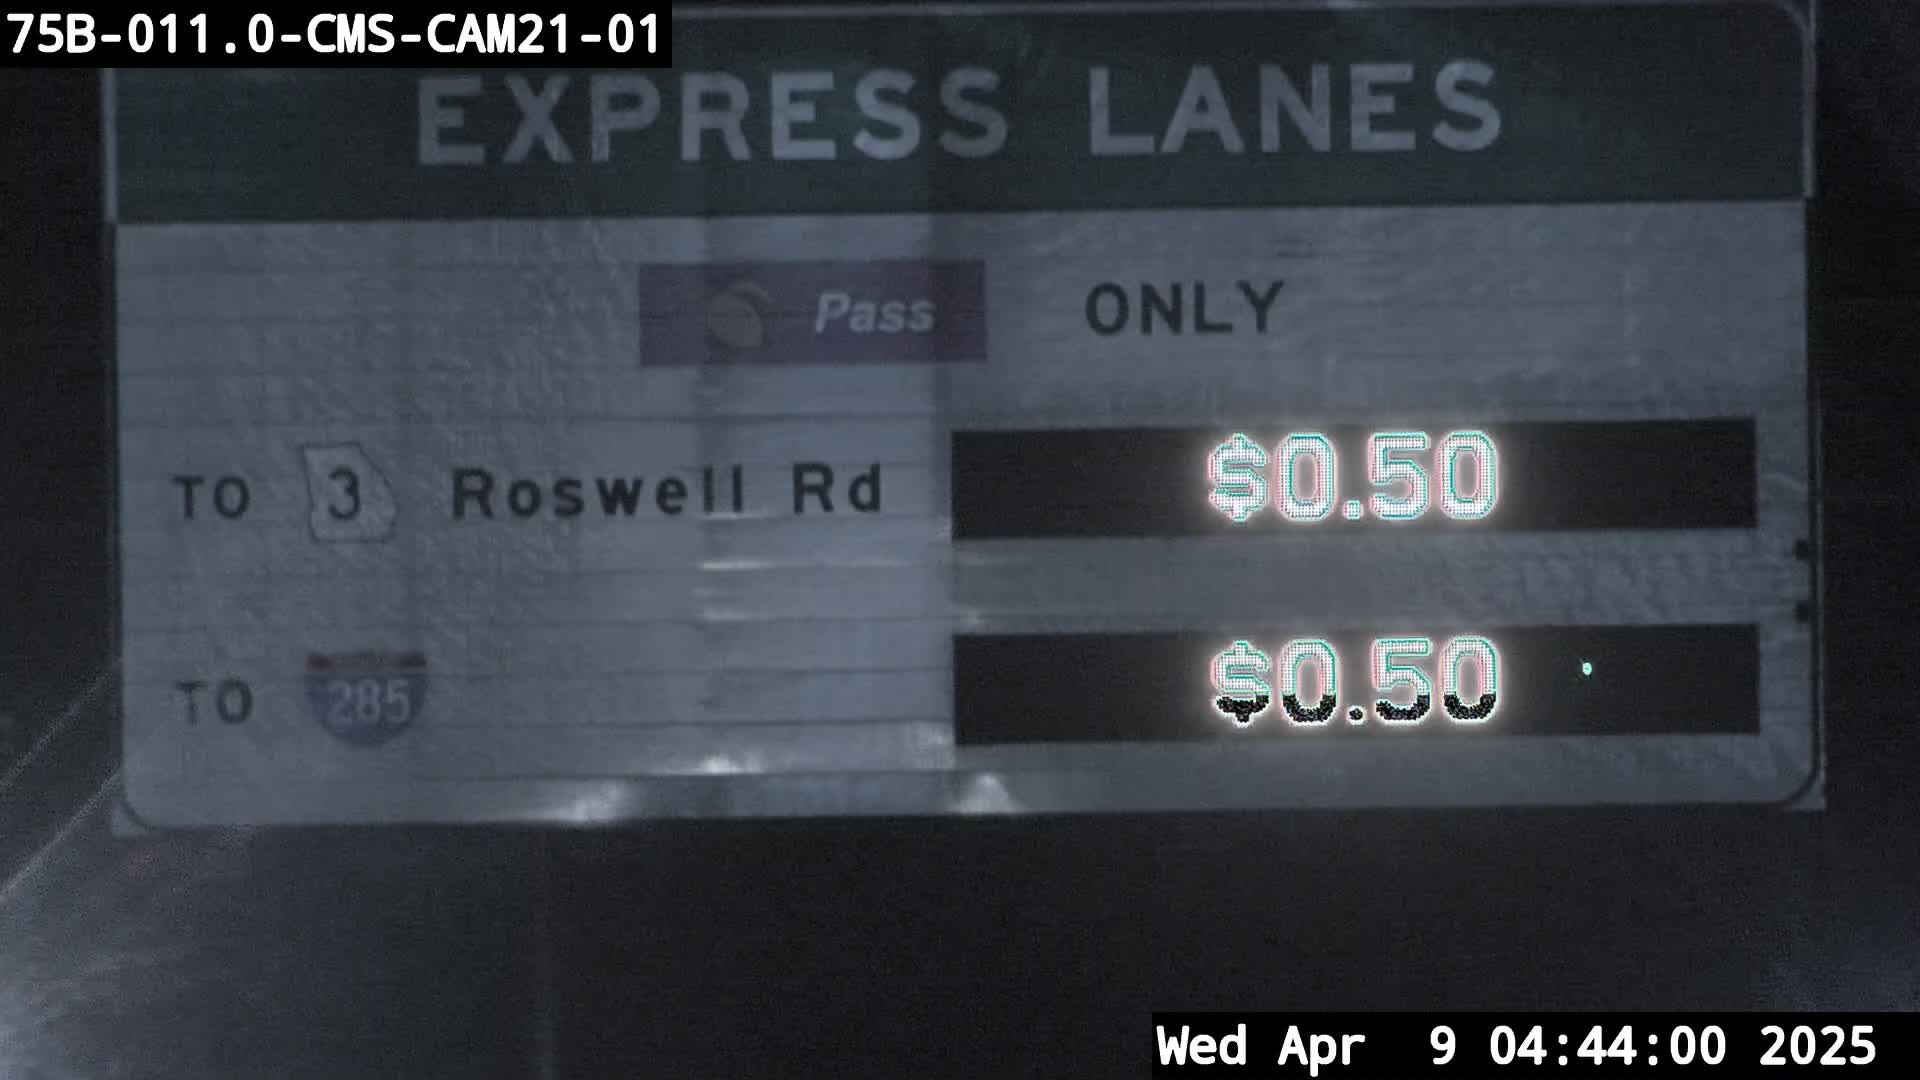 75B-011.0-CMS-CAM21-01
EXPRESS LANES
Pass ONLY
TO 3 Roswell Rd $0.50
TO 285 $0.50
Wed Apr 9 04:44:00 2025